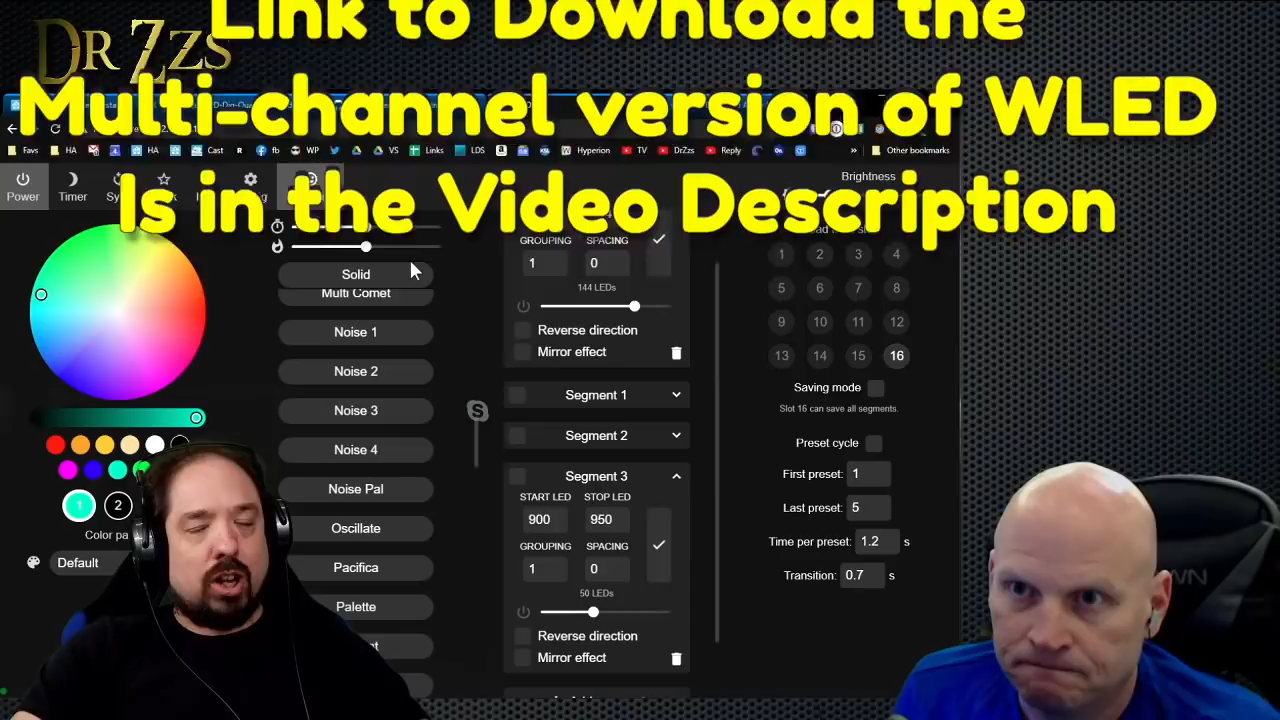 Link to Download the
Multi-channel version of WLED
Is in the Video Description
DR ZZS
Favs HA HA Cast R fb WP VS Links LDS Hyperion TV DrZzs Reply Other bookmarks
Power Timer
Brightness
GROUPING SPACING
1 0
144 LEDs
Reverse direction
Mirror effect
Solid
Multi Comet
Noise 1
Noise 2
Noise 3
Noise 4
Noise Pal
Oscillate
Pacifica
Palette
Segment 1
Segment 2
Segment 3
START LED STOP LED
900 950
GROUPING SPACING
1 0
50 LEDs
Reverse direction
Mirror effect
1 2 3 4
5 6 7 8
9 10 11 12
13 14 15 16
Saving mode
Slot 16 can save all segments.
Preset cycle
First preset: 1
Last preset: 5
Time per preset: 1.2 s
Transition: 0.7 s
1 2
Default